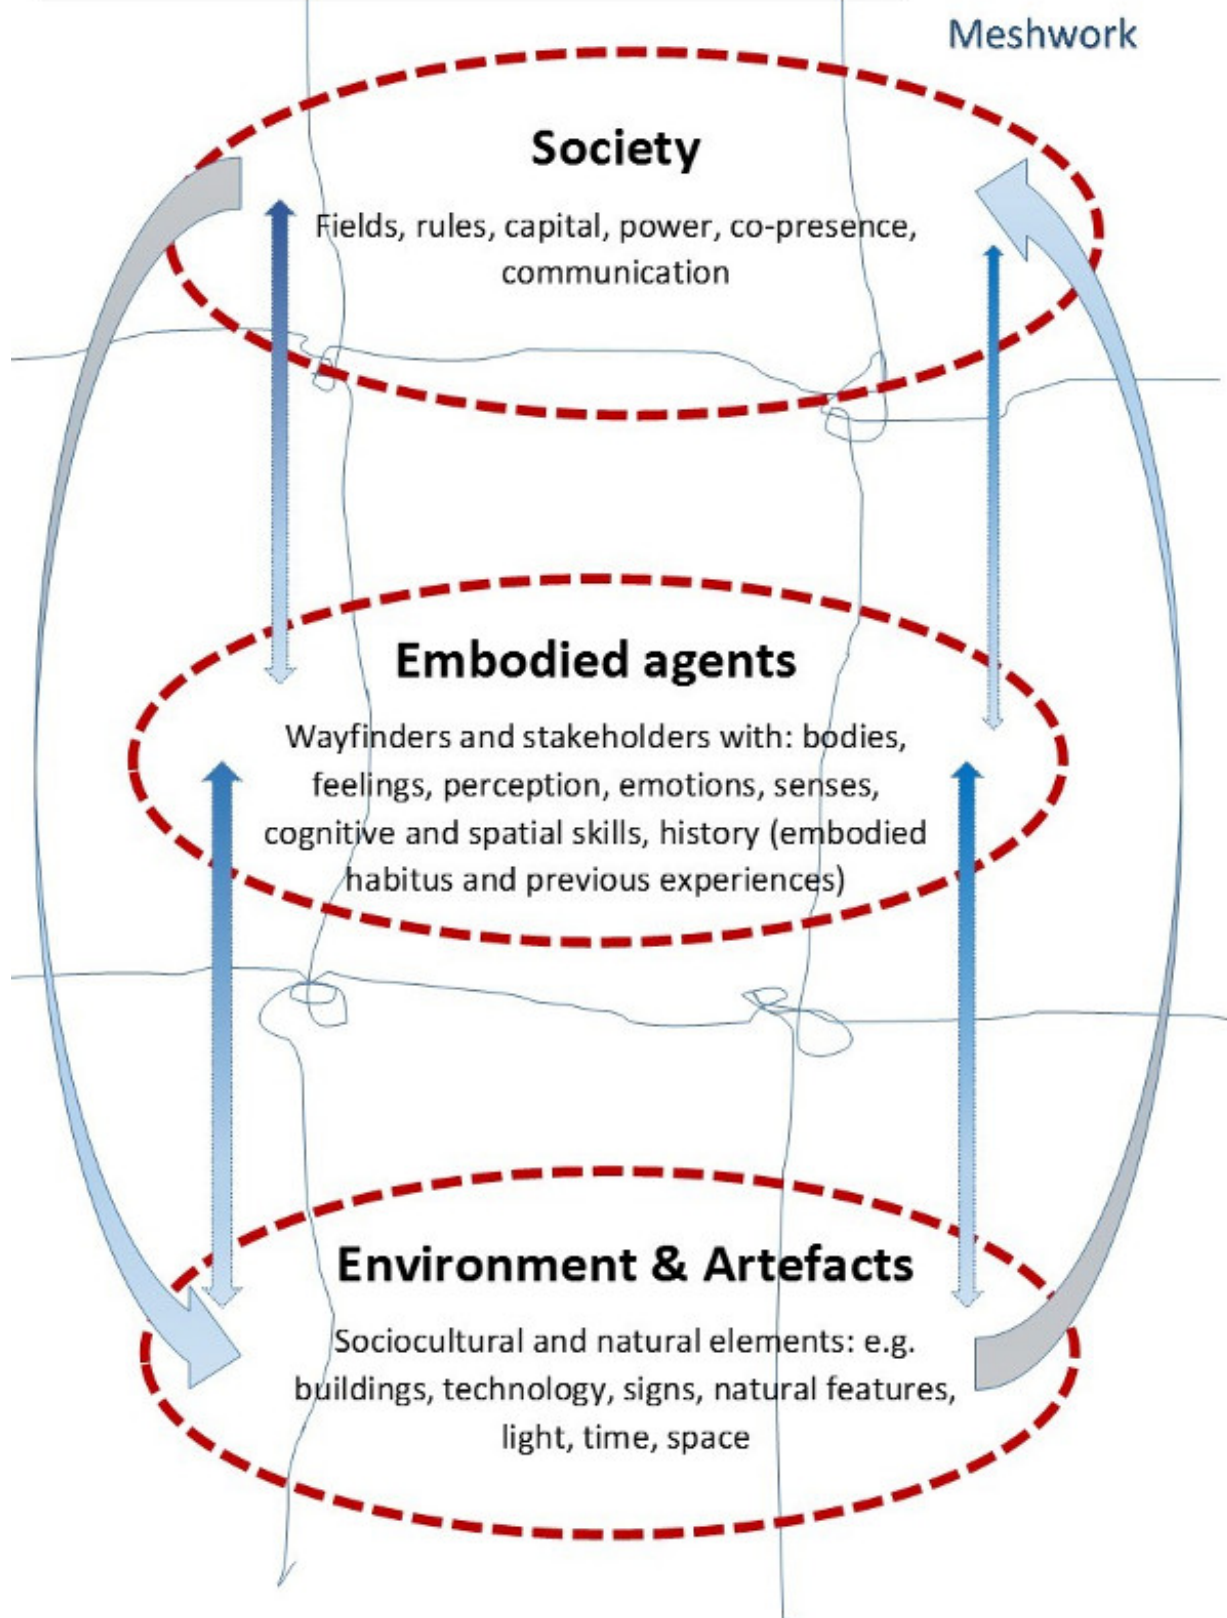 Meshwork
Society
Fields, rules, capital, power, co-presence,
communication
Embodied agents
Wayfinders and stakeholders with: bodies,
feelings, perception, emotions, senses,
cognitive and spatial skills, history (embodied
habitus and previous experiences)
Environment & Artefacts
Sociocultural and natural elements: e.g.
buildings, technology, signs, natural features,
light, time, space